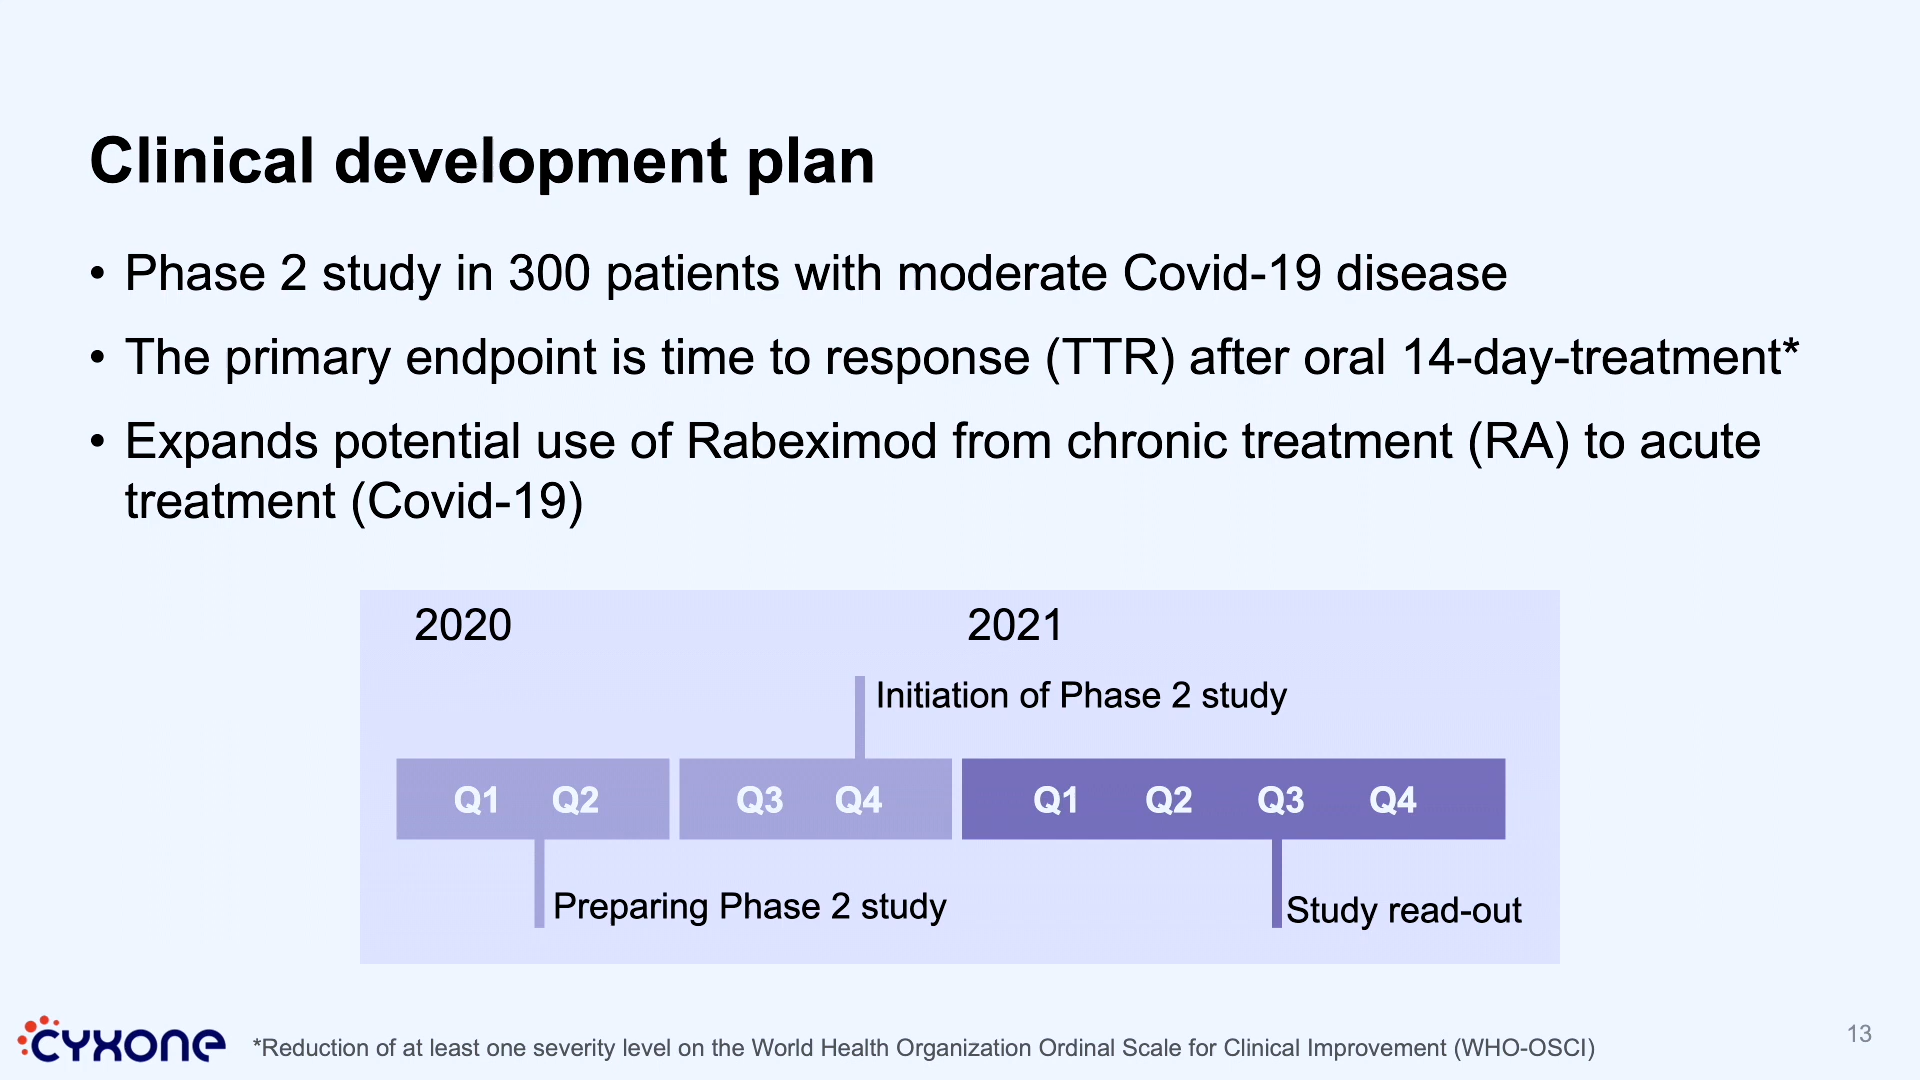 Clinical development plan
• Phase 2 study in 300 patients with moderate Covid-19 disease
• The primary endpoint is time to response (TTR) after oral 14-day-treatment*
• Expands potential use of Rabeximod from chronic treatment (RA) to acute
treatment (Covid-19)
2020 2021
Initiation of Phase 2 study
Q1 Q2 Q3 Q4 Q1 Q2 Q3 Q4
Preparing Phase 2 study
Study read-out
CYXONE
*Reduction of at least one severity level on the World Health Organization Ordinal Scale for Clinical Improvement (WHO-OSCI)
13